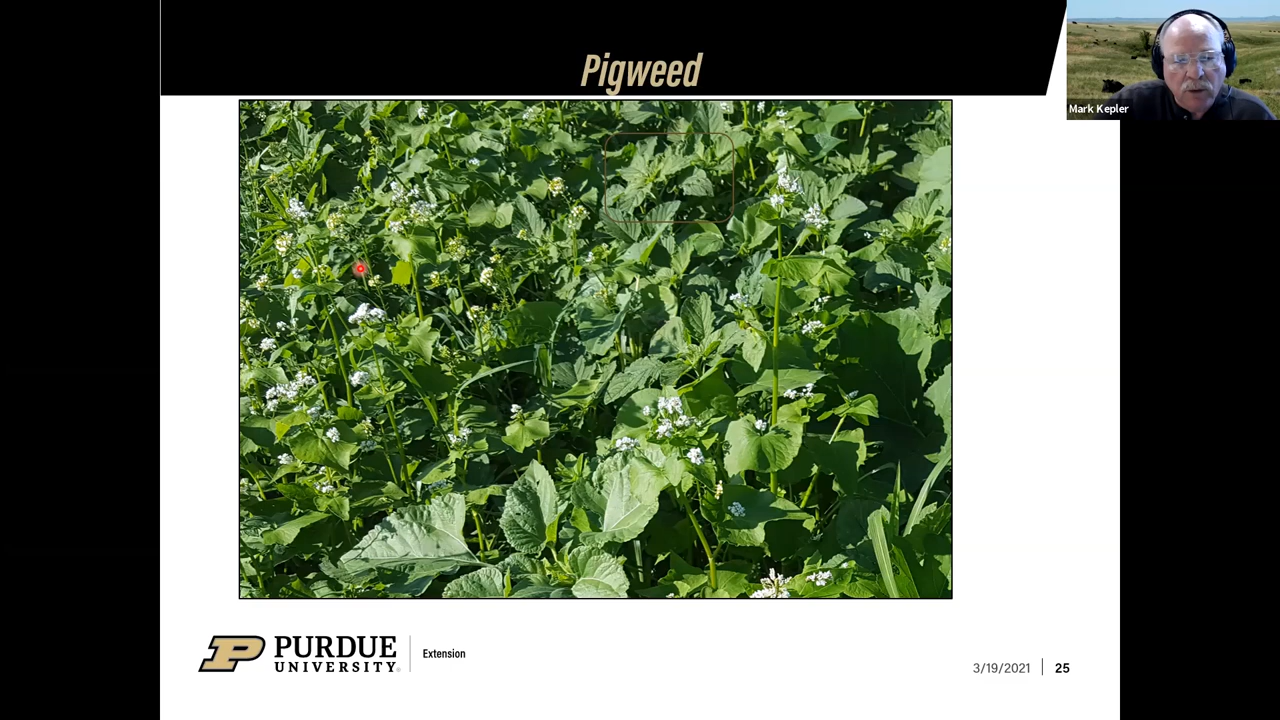 Pigweed
Mark Kepler
P PURDUE
UNIVERSITY®
Extension
3/19/2021
25